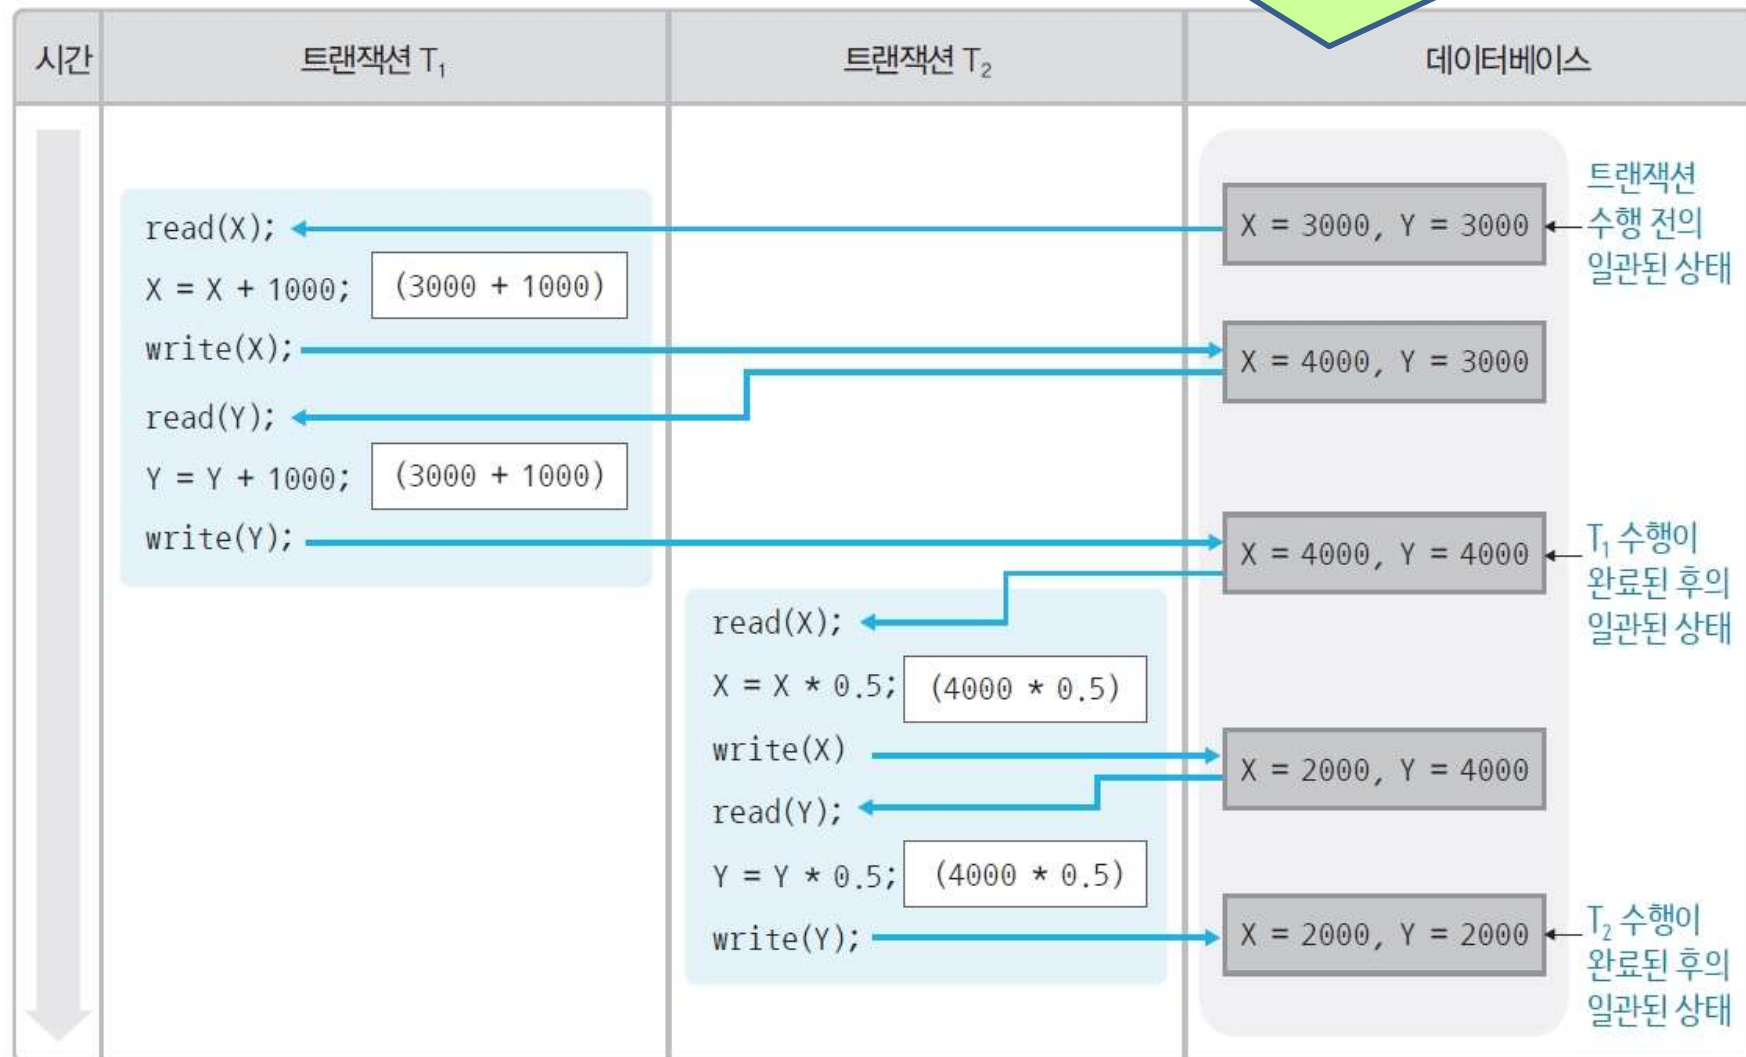 시간
트랜잭션 T₁
트랜잭션 T₂
데이터베이스
read(X);
X = X + 1000; (3000 + 1000)
write(X);
read(Y);
Y = Y + 1000; (3000 + 1000)
write(Y);
read(X);
X = X * 0.5; (4000 * 0.5)
write(X)
read(Y);
Y = Y * 0.5; (4000 * 0.5)
write(Y);
X = 3000, Y = 3000
트랜잭션
수행 전의
일관된 상태
X = 4000, Y = 3000
X = 4000, Y = 4000
T₁ 수행이
완료된 후의
일관된 상태
X = 2000, Y = 4000
X = 2000, Y = 2000
T₂ 수행이
완료된 후의
일관된 상태